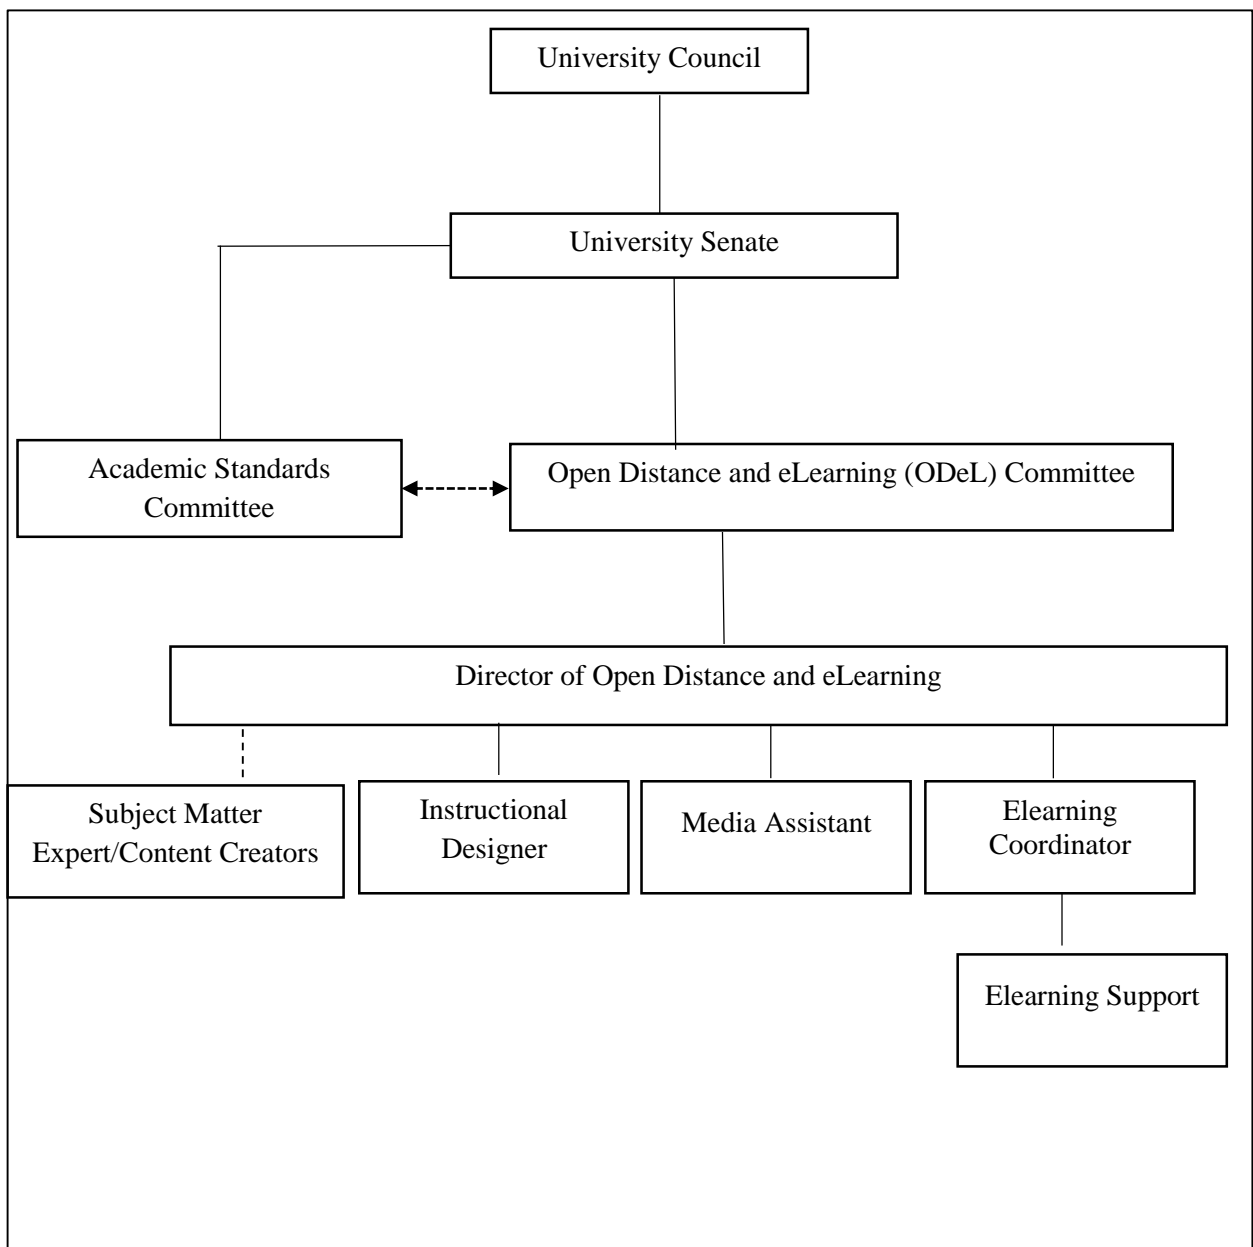 University Council
University Senate
Academic Standards
Committee
Open Distance and eLearning (ODeL) Committee
Director of Open Distance and eLearning
Subject Matter
Expert/Content Creators
Instructional
Designer
Media Assistant
Elearning
Coordinator
Elearning Support